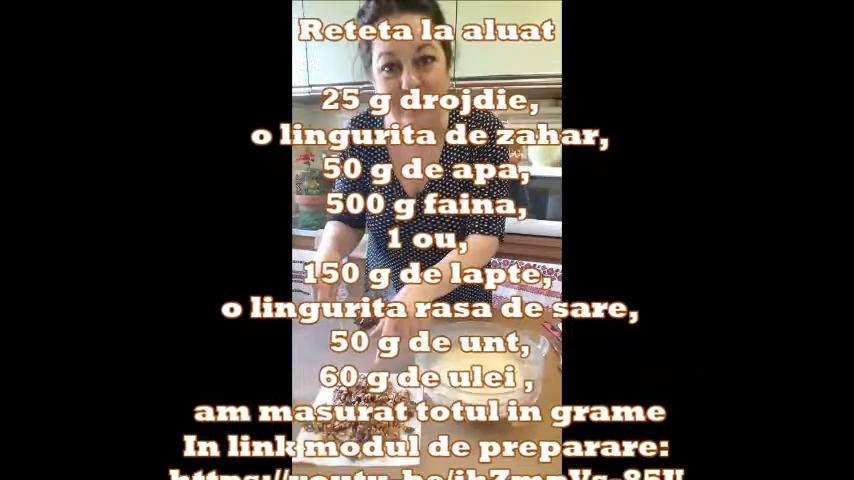 Reteta la aluat
25 g drojdie,
o lingurita de zahar,
50 g de apa,
500 g faina,
1 ou,
150 g de lapte,
o lingurita rasa de sare,
50 g de unt,
60 g de ulei ,
am masurat totul in grame
In link modul de preparare: